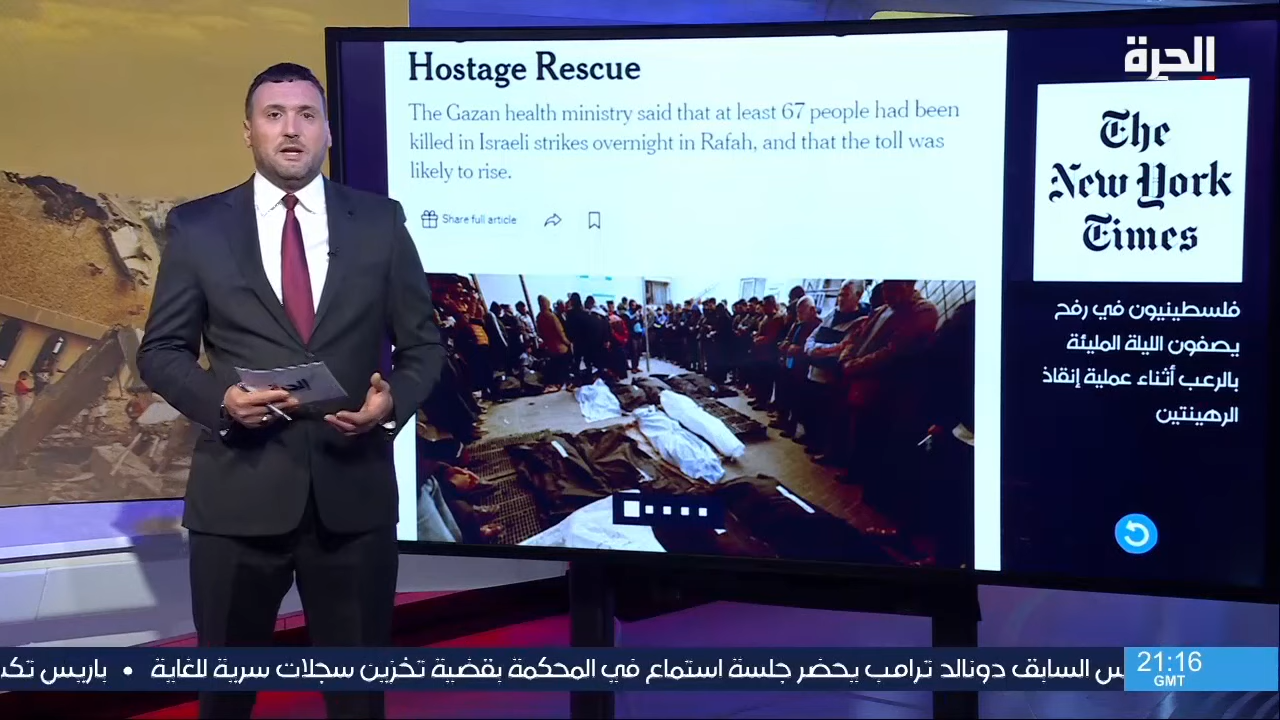 الحرة
Hostage Rescue
The Gazan health ministry said that at least 67 people had been
killed in Israeli strikes overnight in Rafah, and that the toll was
likely to rise.
Share full article
The
New York
Times
فلسطينيون في رفح
يصفون الليلة المليئة
بالرعب أثناء عملية إنقاذ
الرهينتين
الحرة
السابق دونالد ترامب يحضر جلسة استماع في المحكمة بقضية تخزين سجلات سرية للغاية • باريس
21:16
GMT